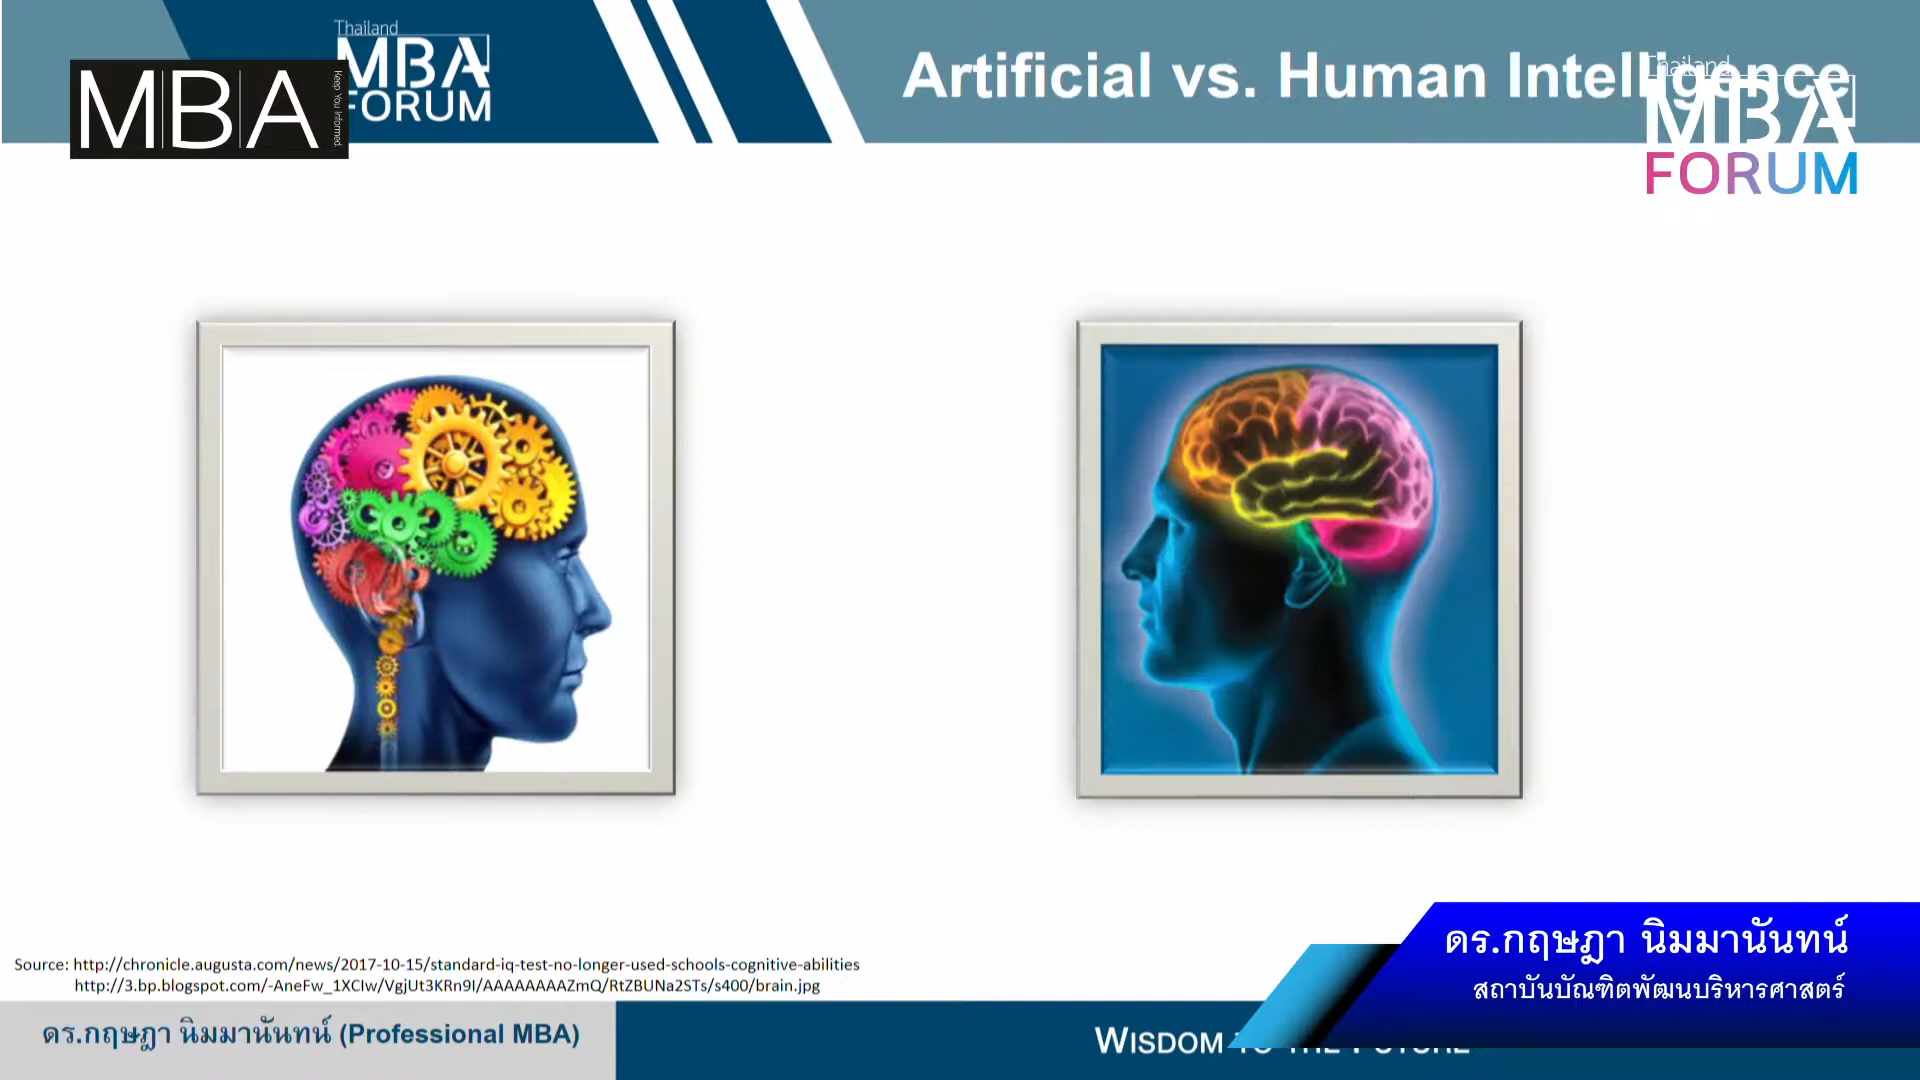 Thailand
MBA
FORUM
MBA
Keep You Informed.
Artificial vs. Human Intelligence
Thailand
MBA
FORUM
Source: http://chronicle.augusta.com/news/2017-10-15/standard-iq-test-no-longer-used-schools-cognitive-abilities
http://3.bp.blogspot.com/-AneFw_1XCIw/VgjUt3KRn9I/AAAAAAAAZmQ/RtZBUNa2STs/s400/brain.jpg
ดร.กฤษฎา นิมมานันทน์
สถาบันบัณฑิตพัฒนบริหารศาสตร์
ดร.กฤษฎา นิมมานันทน์ (Professional MBA)
WISDOM TO THE FUTURE